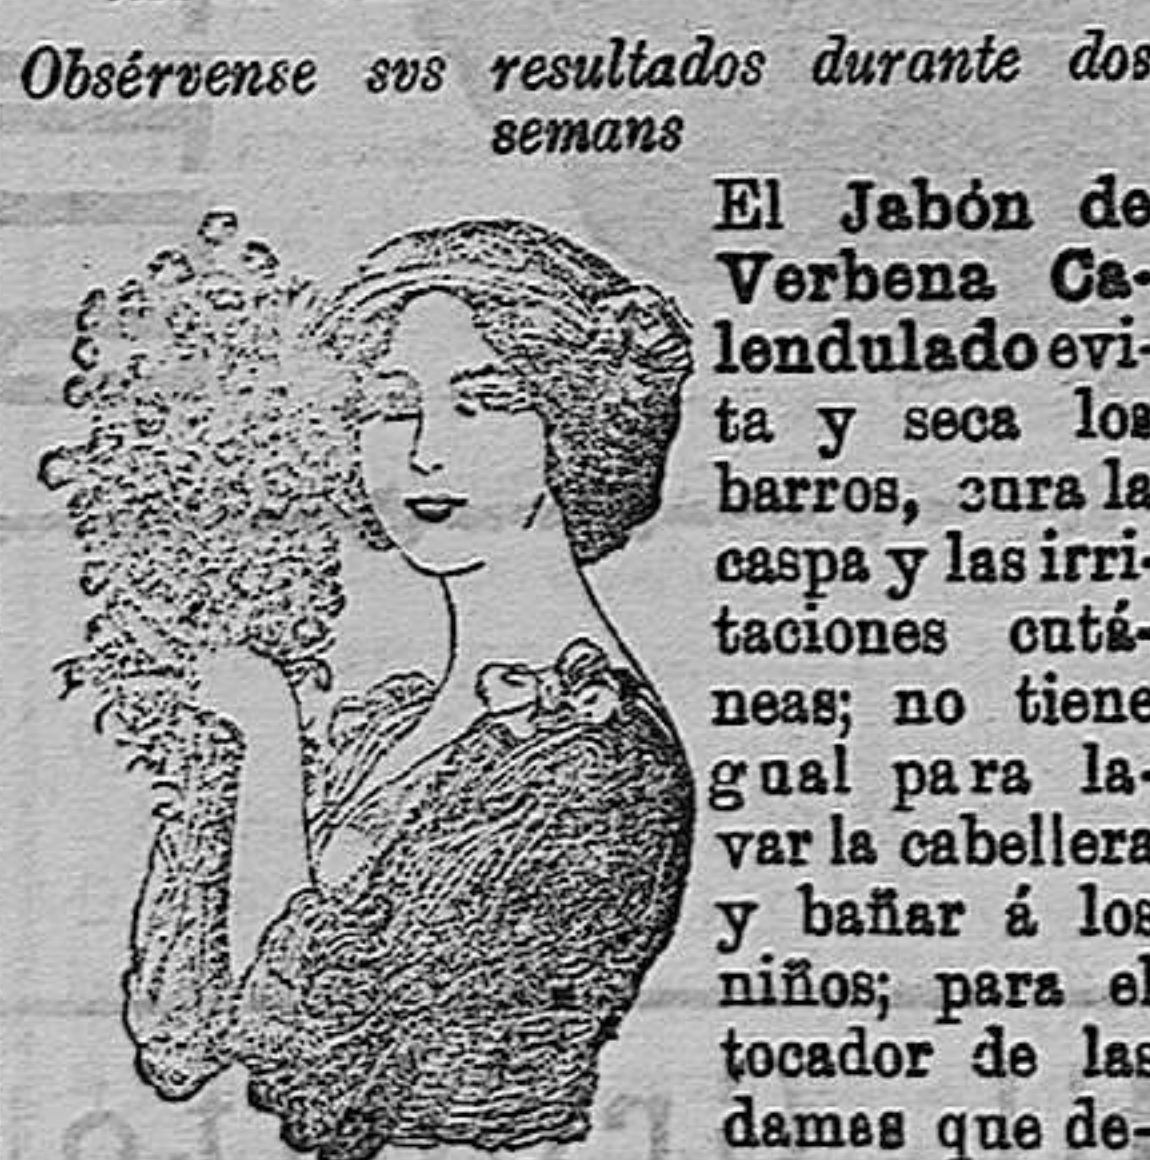 Obsérvense svs resultados durante dos
semans
El Jabón de
Verbena Ca-
lendulado evi-
ta y seca los
barros, cura la
caspa y las irri-
taciones cutá-
neas; no tiene
gual para la-
var la cabellera
y bañar á los
niños; para el
tocador de las
damas que de-